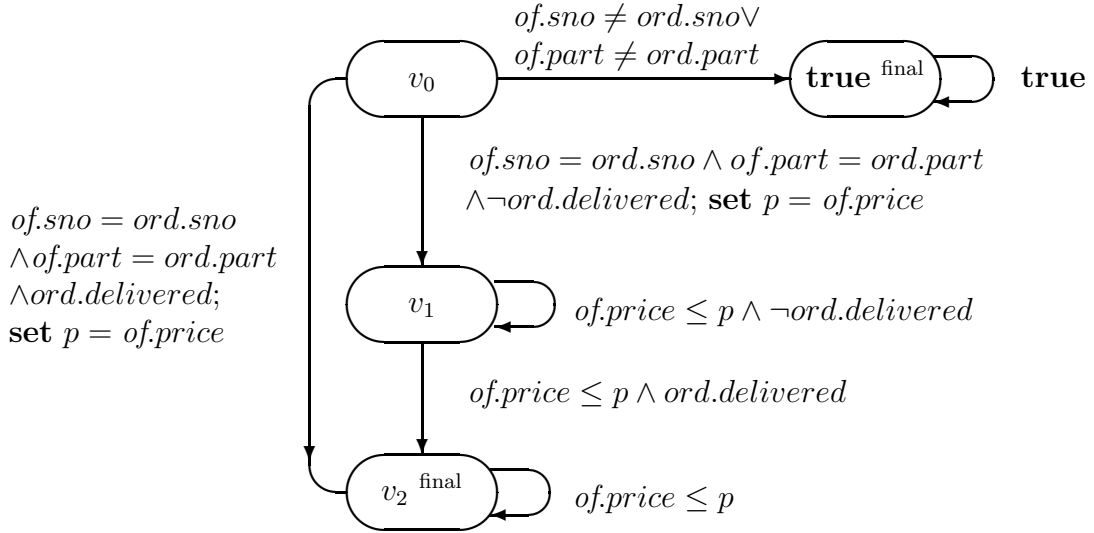 of.sno ≠ ord.sno∨
of.part ≠ ord.part
v₀
true final
true
of.sno = ord.sno ∧ of.part = ord.part
∧¬ord.delivered; set p = of.price
of.sno = ord.sno
∧of.part = ord.part
∧ord.delivered;
set p = of.price
v₁
of.price ≤ p ∧ ¬ord.delivered
of.price ≤ p ∧ ord.delivered
v₂ final
of.price ≤ p